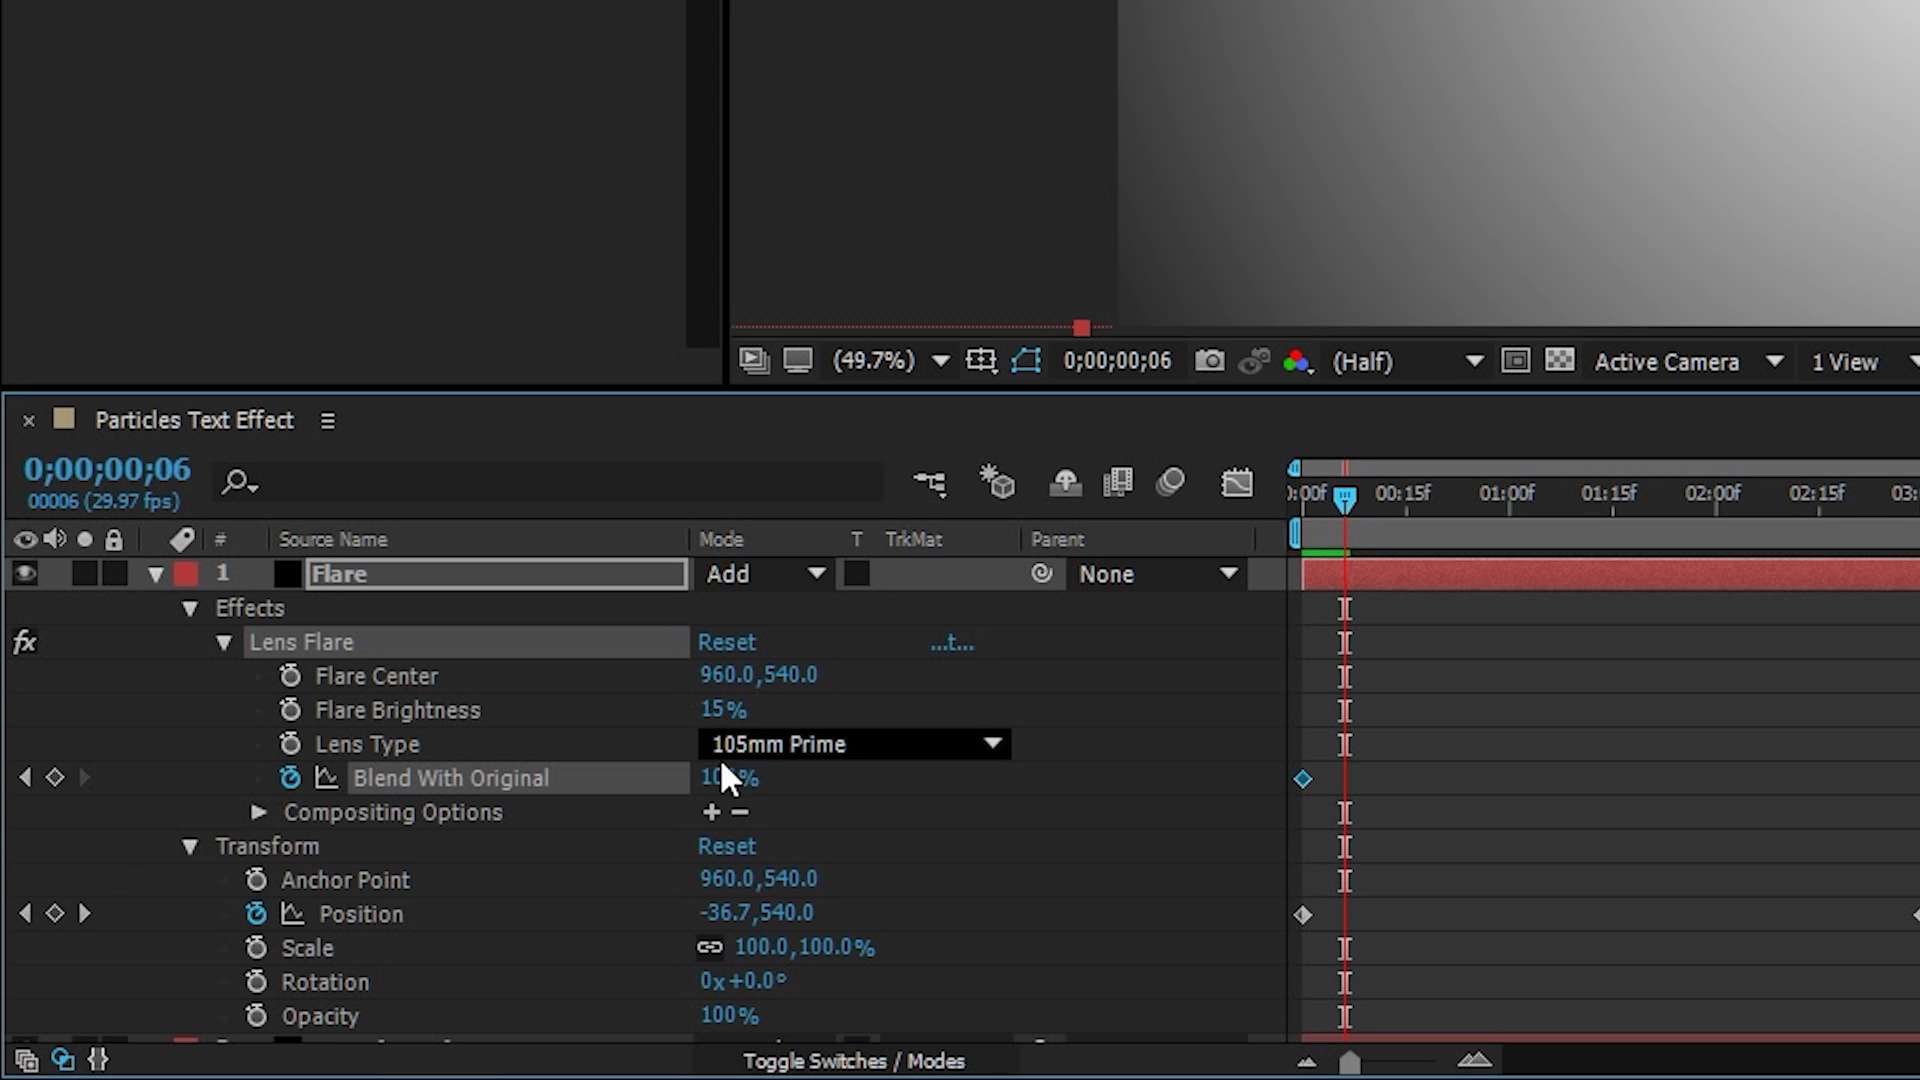 (49.7%) 0;00;00;06 (Half) Active Camera 1 View
Particles Text Effect
0;00;00;06
00006 (29.97 fps)
00:15f 01:00f 01:15f 02:00f 02:15f
# Source Name Mode T TrkMat Parent
1 Flare Add None
Effects
fx Lens Flare Reset ...t...
Flare Center 960.0,540.0
Flare Brightness 15%
Lens Type 105mm Prime
Blend With Original
Compositing Options + −
Transform Reset
Anchor Point 960.0,540.0
Position -36.7,540.0
Scale 100.0,100.0%
Rotation 0x+0.0°
Opacity 100%
Toggle Switches / Modes